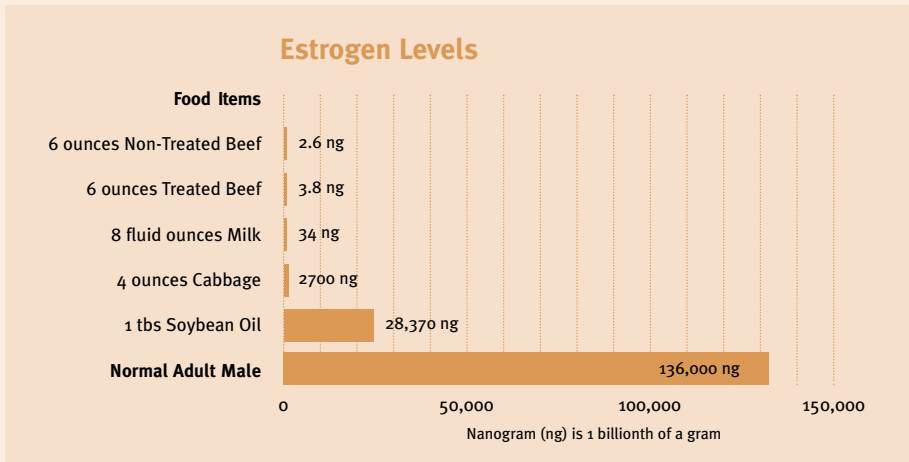 Estrogen Levels
Food Items
6 ounces Non-Treated Beef 2.6 ng
6 ounces Treated Beef 3.8 ng
8 fluid ounces Milk 34 ng
4 ounces Cabbage 2700 ng
1 tbs Soybean Oil 28,370 ng
Normal Adult Male 136,000 ng
0 50,000 100,000 150,000
Nanogram (ng) is 1 billionth of a gram